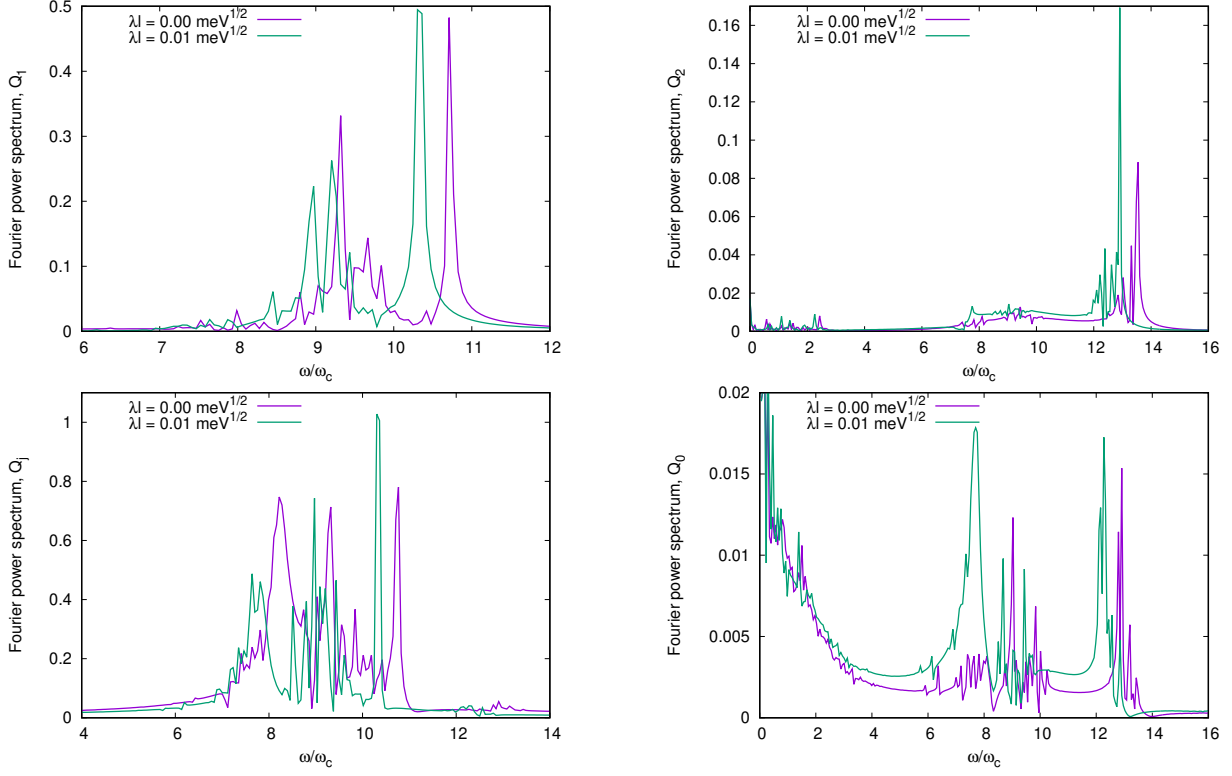 Fourier power spectrum, Q₁
λl = 0.00 meV^1/2
λl = 0.01 meV^1/2
0
0.1
0.2
0.3
0.4
0.5
6 7 8 9 10 11 12
ω/ω_c
Fourier power spectrum, Q₂
λl = 0.00 meV^1/2
λl = 0.01 meV^1/2
0
0.02
0.04
0.06
0.08
0.1
0.12
0.14
0.16
0 2 4 6 8 10 12 14 16
ω/ω_c
Fourier power spectrum, Q_j
λl = 0.00 meV^1/2
λl = 0.01 meV^1/2
0
0.2
0.4
0.6
0.8
1
4 6 8 10 12 14
ω/ω_c
Fourier power spectrum, Q₀
λl = 0.00 meV^1/2
λl = 0.01 meV^1/2
0.000
0.005
0.01
0.015
0.02
0 2 4 6 8 10 12 14 16
ω/ω_c